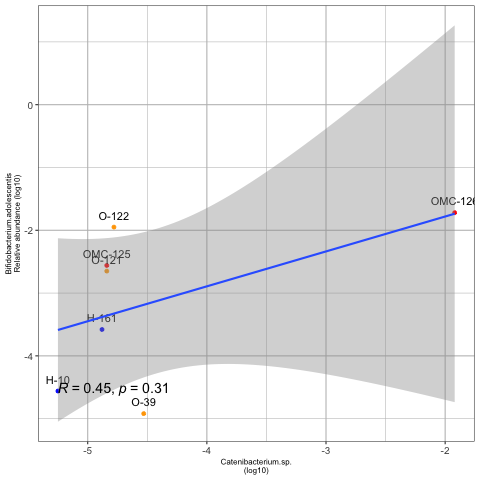 0
-2
-4
Bifidobacterium.adolescentis
Relative abundance (log10)
O-122
OMC-125
O-121
H-161
H-10
R = 0.45, p = 0.31
O-39
OMC-126
-5
-4
-3
-2
Catenibacterium.sp.
(log10)